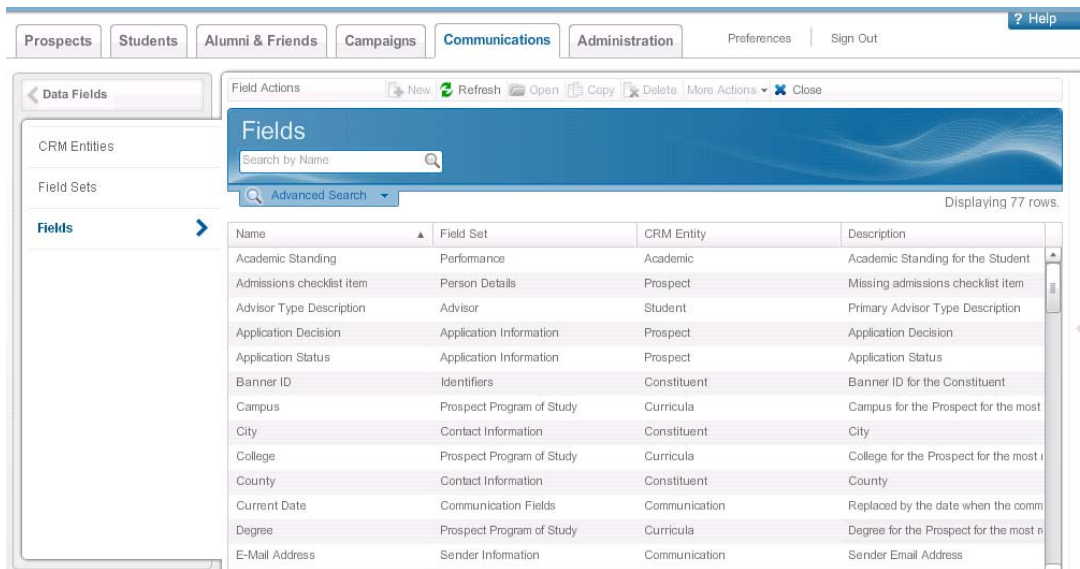 ? Help
Prospects Students Alumni & Friends Campaigns Communications Administration Preferences Sign Out
Data Fields
CRM Entities
Field Sets
Fields
Field Actions New Refresh Open Copy Delete More Actions Close
Fields
Search by Name
Advanced Search
Displaying 77 rows.
Name Field Set CRM Entity Description
Academic Standing Performance Academic Academic Standing for the Student
Admissions checklist item Person Details Prospect Missing admissions checklist item
Advisor Type Description Advisor Student Primary Advisor Type Description
Application Decision Application Information Prospect Application Decision
Application Status Application Information Prospect Application Status
Banner ID Identifiers Constituent Banner ID for the Constituent
Campus Prospect Program of Study Curricula Campus for the Prospect for the most
City Contact Information Constituent City
College Prospect Program of Study Curricula College for the Prospect for the most
County Contact Information Constituent County
Current Date Communication Fields Communication Replaced by the date when the comm
Degree Prospect Program of Study Curricula Degree for the Prospect for the most
E-Mail Address Sender Information Communication Sender Email Address